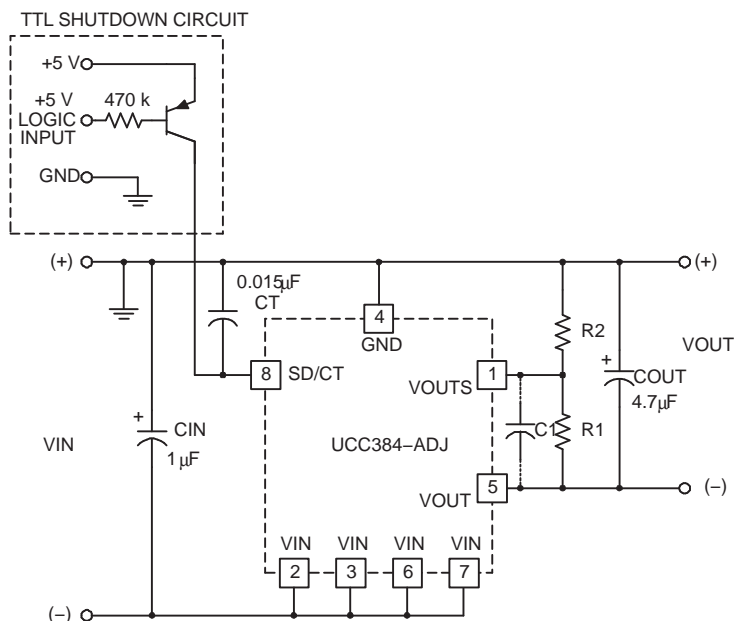 TTL SHUTDOWN CIRCUIT
+5 V
+5 V
LOGIC
INPUT
470 k
GND
(+)
(+)
0.015µF
CT
4
GND
R2
VOUT
8
SD/CT
1
VOUTS
+
COUT
4.7µF
+
CIN
1 µF
VIN
UCC384–ADJ
C1
R1
5
VOUT
(–)
VIN
VIN
VIN
VIN
2
3
6
7
(–)